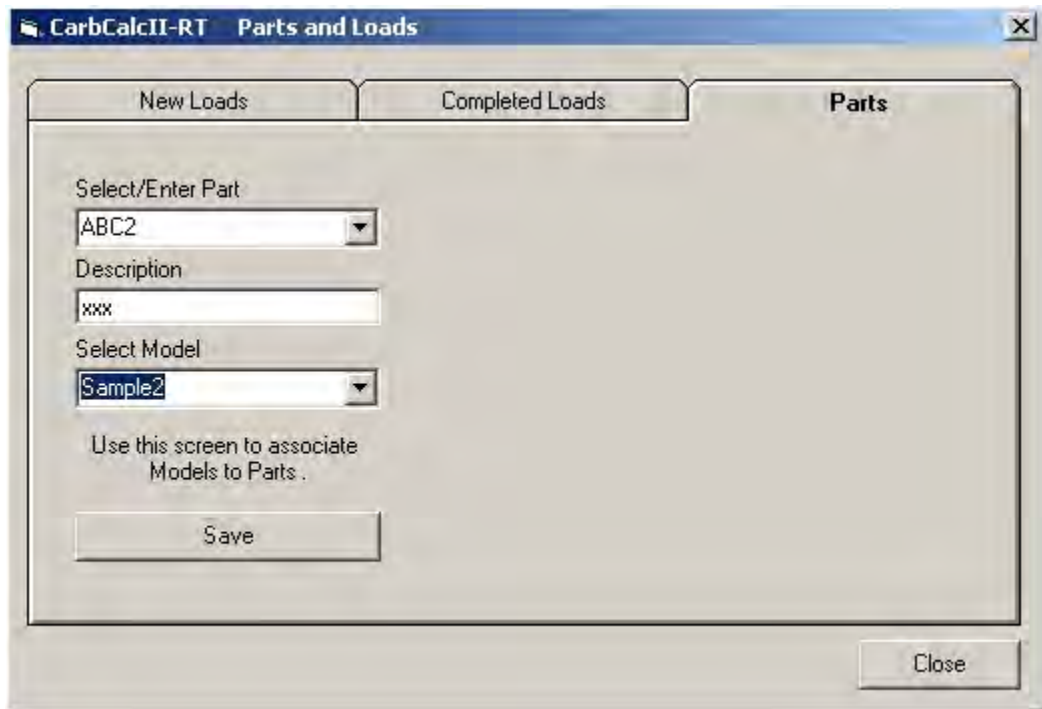 CarbCalcII-RT Parts and Loads
New Loads Completed Loads Parts
Select/Enter Part
ABC2
Description
xxx
Select Model
Sample2
Use this screen to associate
Models to Parts .
Save
Close